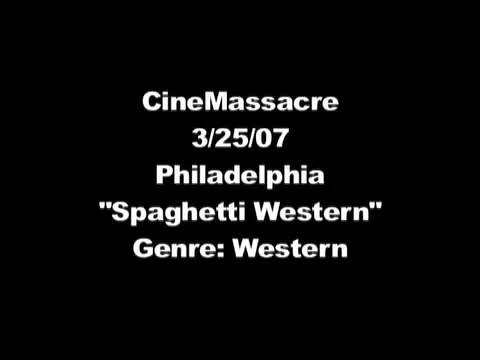 CineMassacre
3/25/07
Philadelphia
"Spaghetti Western"
Genre: Western